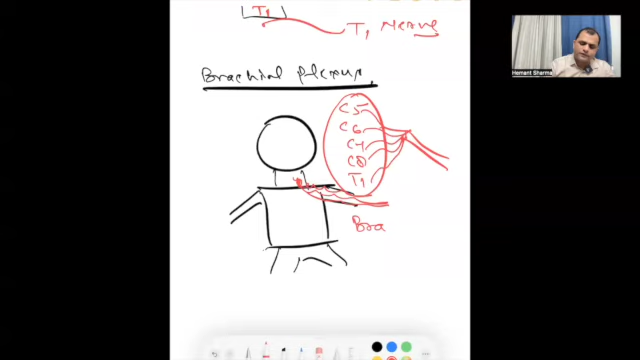 T1
T1 Nerve
Brachial Plexus
C5
C6
C7
C8
T1
Bra
Hemant Sharma